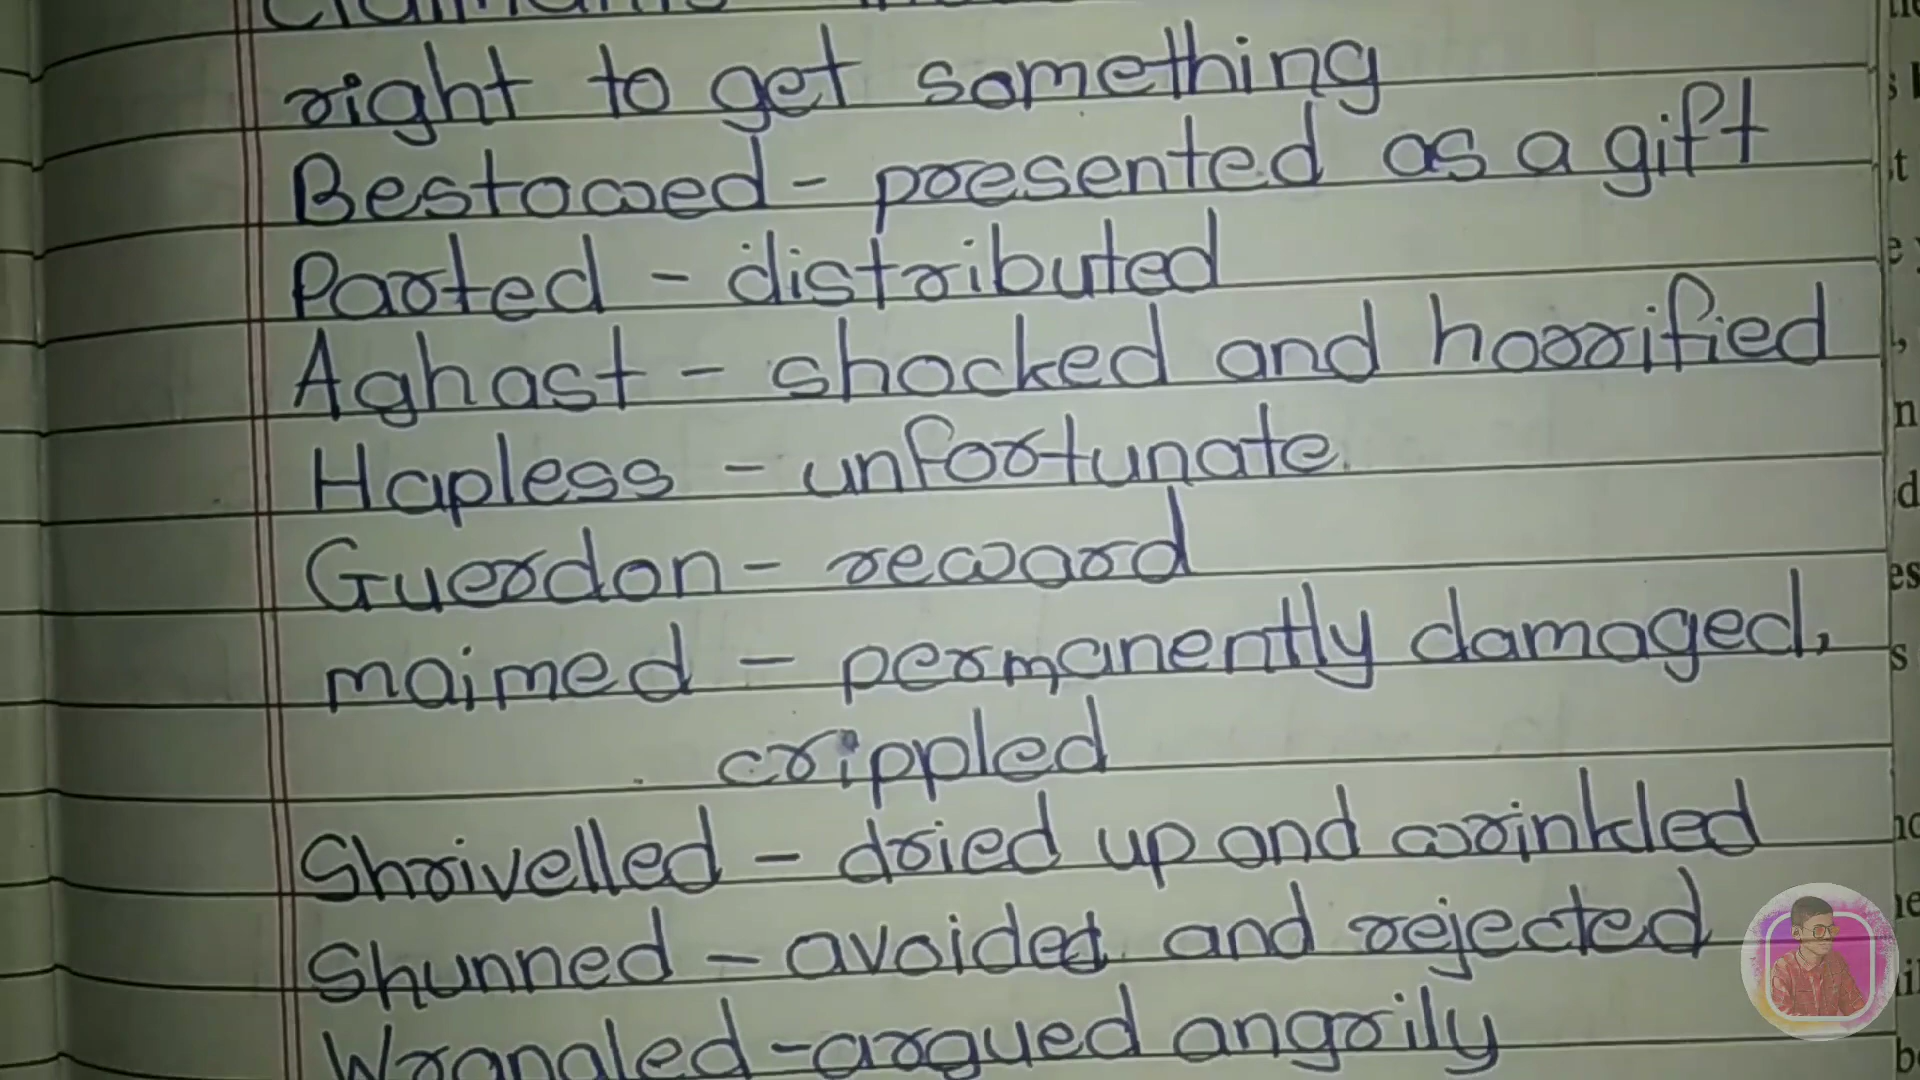 Claimants
right to get something
Bestowed - presented as a gift
Parted - distributed
Aghast - shocked and horrified
Hapless - unfortunate.
Guerdon - reward
maimed - permanently damaged,
crippled
Shrivelled - dried up and wrinkled
Shunned - avoided and rejected
Wrangled - argued angrily